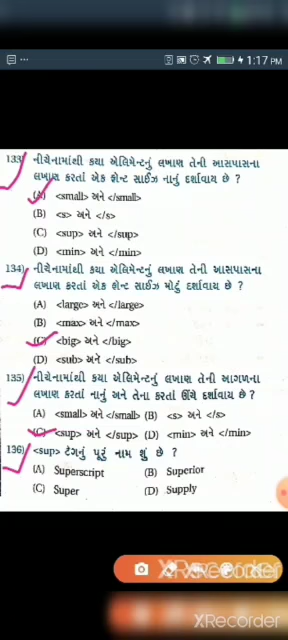 1:17 PM
133) નીચેનામાંથી કયા એલિમેન્ટનું લખાણ તેની આસપાસના
લખાણ કરતાં એક ફોન્ટ સાઈઝ નાનું દર્શાવાય છે ?
(A) <small> અને </small>
(B) <s> અને </s>
(C) <sup> અને </sup>
(D) <min> અને </min>
134) નીચેનામાંથી કયા એલિમેન્ટનું લખાણ તેની આસપાસના
લખાણ કરતાં એક ફોન્ટ સાઈઝ મોટું દર્શાવાય છે ?
(A) <large> અને </large>
(B) <max> અને </max>
(C) <big> અને </big>
(D) <sub> અને </sub>
135) નીચેનામાંથી કયા એલિમેન્ટનું લખાણ તેની આગળના
લખાણ કરતાં નાનું અને તેના કરતાં ઊંચે દર્શાવાય છે ?
(A) <small> અને </small> (B) <s> અને </s>
(C) <sup> અને </sup> (D) <min> અને </min>
136) <sup> ટેગનું પૂરું નામ શું છે ?
(A) Superscript (B) Superior
(C) Super (D) Supply
XRecorder
XRecorder